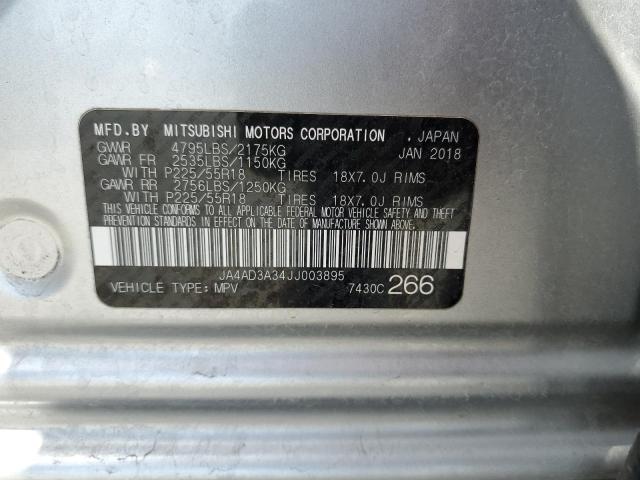 MFD.BY MITSUBISHI MOTORS CORPORATION . JAPAN
GVWR 4795LBS/2175KG JAN 2018
GAWR FR 2535LBS/1150KG
WITH P225/55R18 TIRES 18X7.0J RIMS
GAWR RR 2756LBS/1250KG
WITH P225/55R18 TIRES 18X7.0J RIMS
THIS VEHICLE CONFORMS TO ALL APPLICABLE FEDERAL MOTOR VEHICLE SAFETY AND THEFT
PREVENTION STANDARDS IN EFFECT ON THE DATE OF MANUFACTURE SHOWN ABOVE.
JA4AD3A34JJ003895
VEHICLE TYPE: MPV 7430C 266